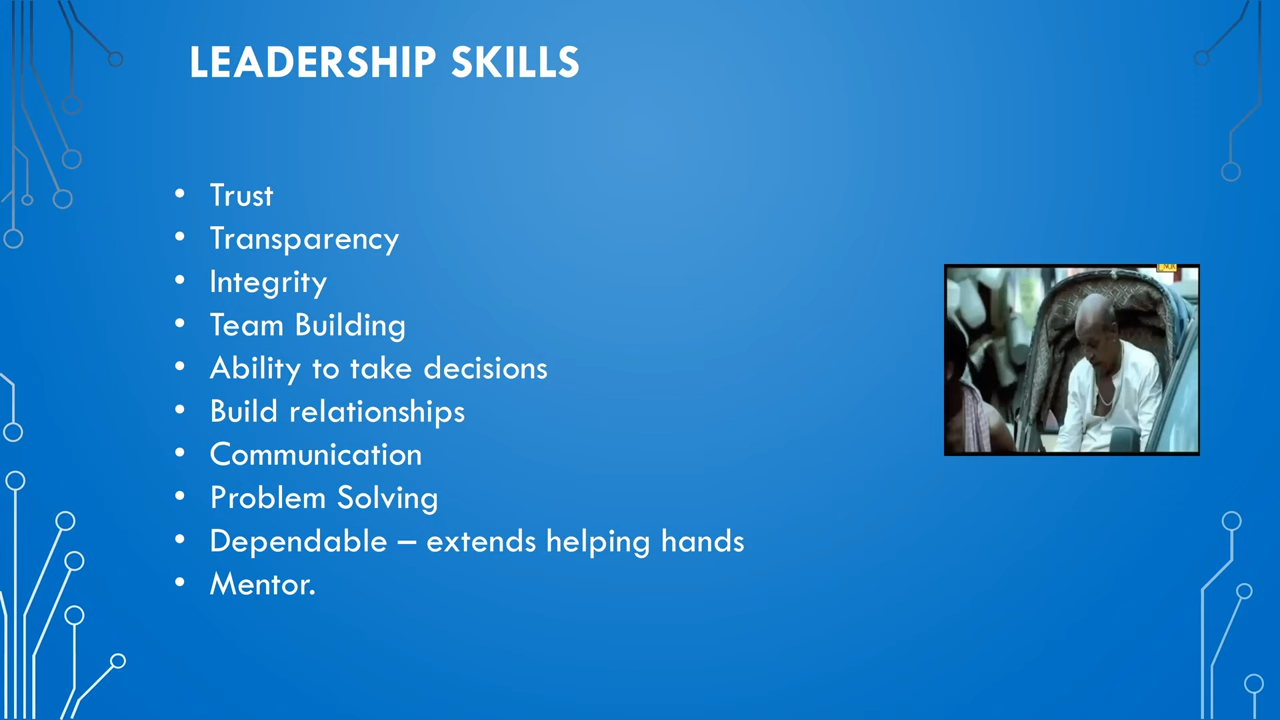 LEADERSHIP SKILLS
• Trust
• Transparency
• Integrity
• Team Building
• Ability to take decisions
• Build relationships
• Communication
• Problem Solving
• Dependable – extends helping hands
• Mentor.